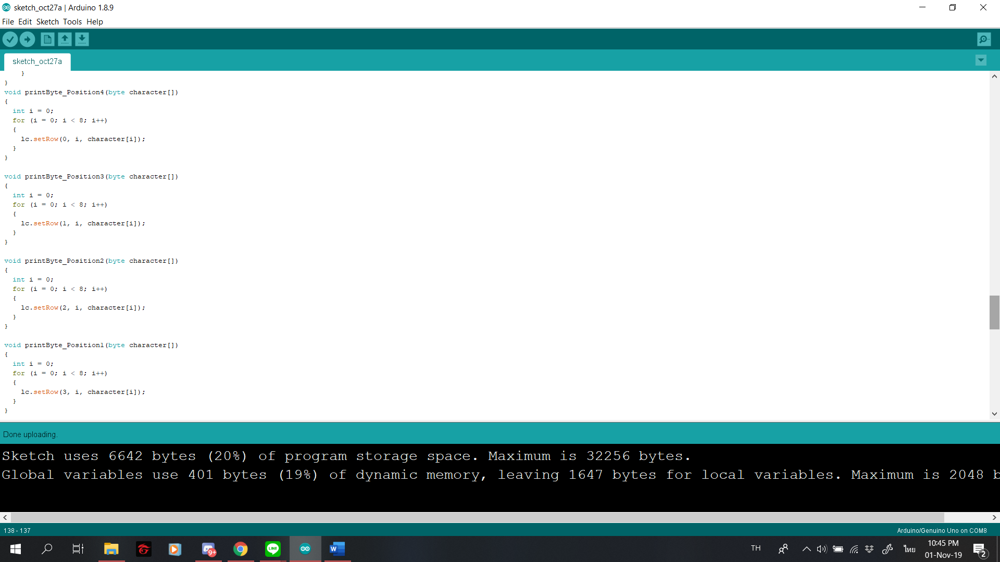 sketch_oct27a | Arduino 1.8.9
File Edit Sketch Tools Help
sketch_oct27a
}
}
void printByte_Position4(byte character[])
{
int i = 0;
for (i = 0; i < 8; i++)
{
lc.setRow(0, i, character[i]);
}
}
void printByte_Position3(byte character[])
{
int i = 0;
for (i = 0; i < 8; i++)
{
lc.setRow(1, i, character[i]);
}
}
void printByte_Position2(byte character[])
{
int i = 0;
for (i = 0; i < 8; i++)
{
lc.setRow(2, i, character[i]);
}
}
void printByte_Position1(byte character[])
{
int i = 0;
for (i = 0; i < 8; i++)
{
lc.setRow(3, i, character[i]);
}
}
Done uploading.
Sketch uses 6642 bytes (20%) of program storage space. Maximum is 32256 bytes.
Global variables use 401 bytes (19%) of dynamic memory, leaving 1647 bytes for local variables. Maximum is 2048 b
138 - 137
Arduino/Genuino Uno on COM8
9+
LINE
W
TH
ไทย
10:45 PM
01-Nov-19
2